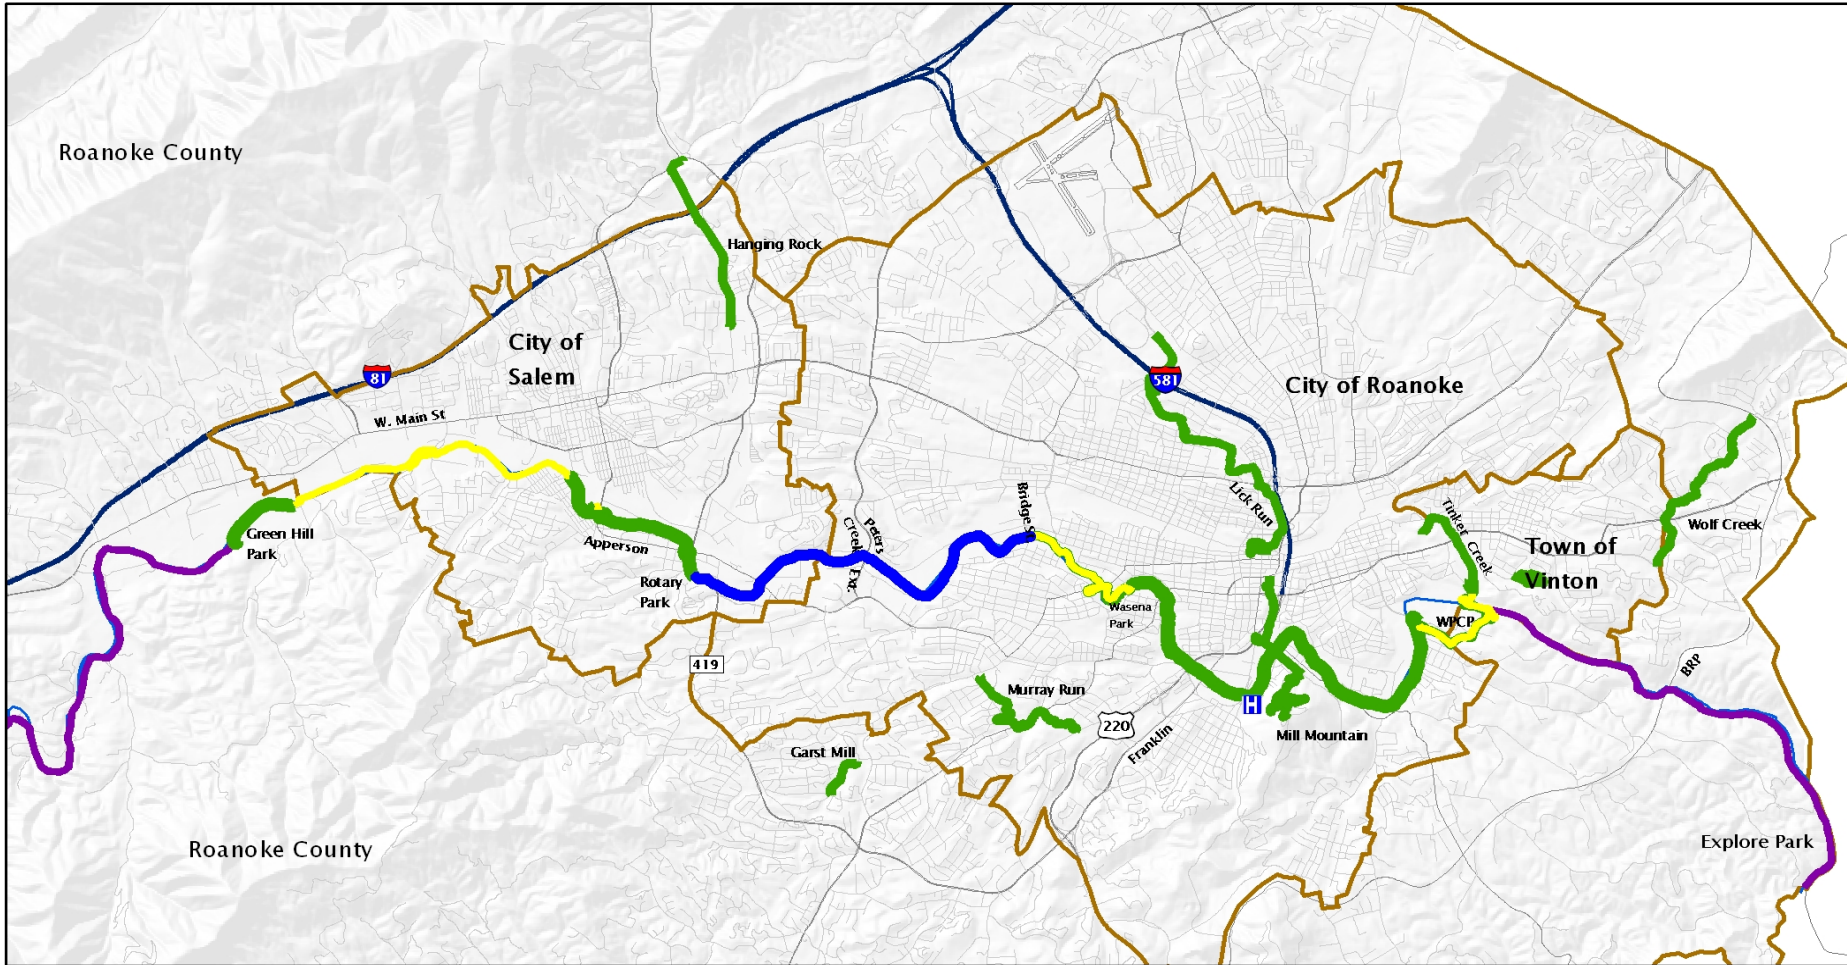 Roanoke County
Hanging Rock
City of
Salem
81
581
City of Roanoke
W. Main St
Lick Run
Bridge St
Tinker Creek
Wolf Creek
Green Hill
Park
Apperson
Peters
Creek Ext.
Town of
Vinton
Rotary
Park
Wasena
Park
WPCP
419
BRP
Murray Run
H
220
Franklin
Mill Mountain
Garst Mill
Roanoke County
Explore Park